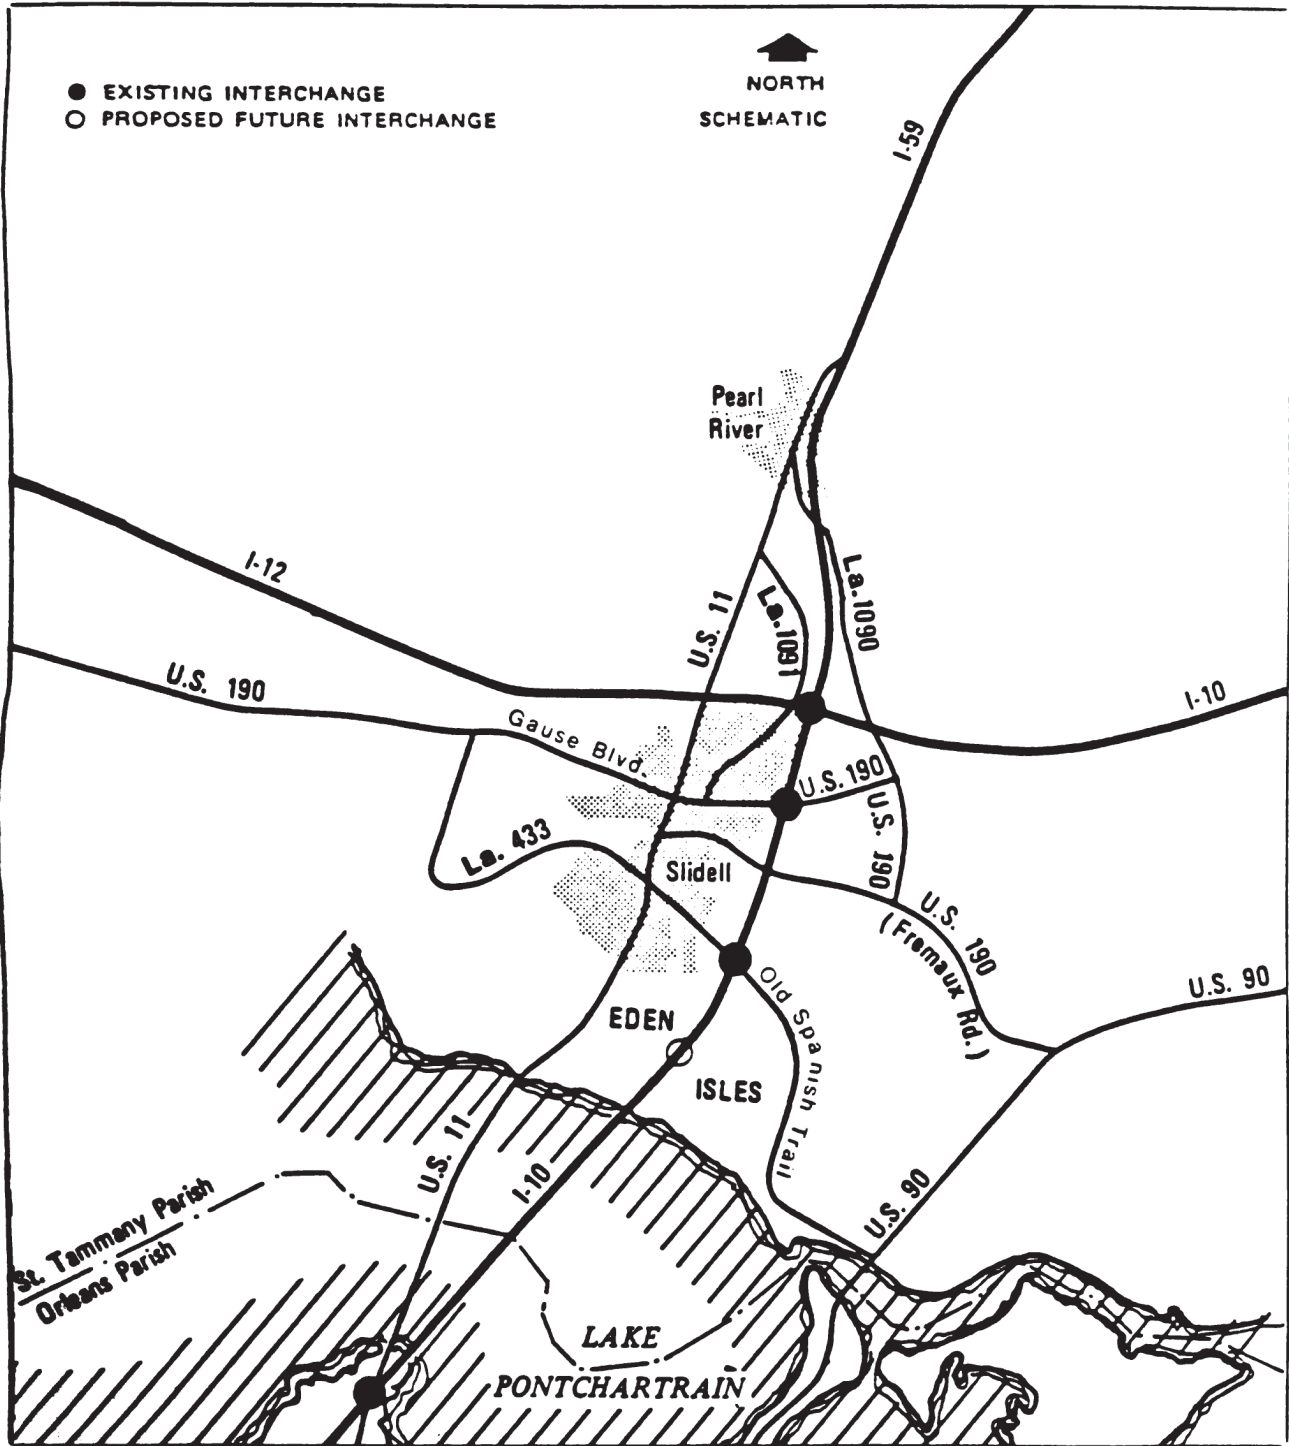 EXISTING INTERCHANGE
PROPOSED FUTURE INTERCHANGE
NORTH
SCHEMATIC
I-59
Pearl
River
I-12
La. 1090
La. 1091
U.S. 11
U.S. 190
I-10
Gause Blvd.
U.S. 190
U.S. 190
La. 433
Slidell
U.S. 190
(Fremaux Rd.)
U.S. 90
Old Spanish Trail
EDEN
ISLES
U.S. 11
I-10
U.S. 90
St. Tammany Parish
Orleans Parish
LAKE
PONTCHARTRAIN